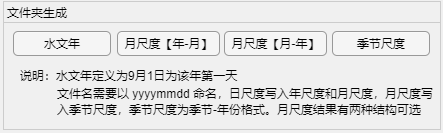 文件夹生成
水文年 月尺度【年-月】 月尺度【月-年】 季节尺度
说明：水文年定义为9月1日为该年第一天
文件名需要以 yyyymmdd 命名，日尺度写入年尺度和月尺度，月尺度写
入季节尺度，季节尺度为季节-年份格式。月尺度结果有两种结构可选